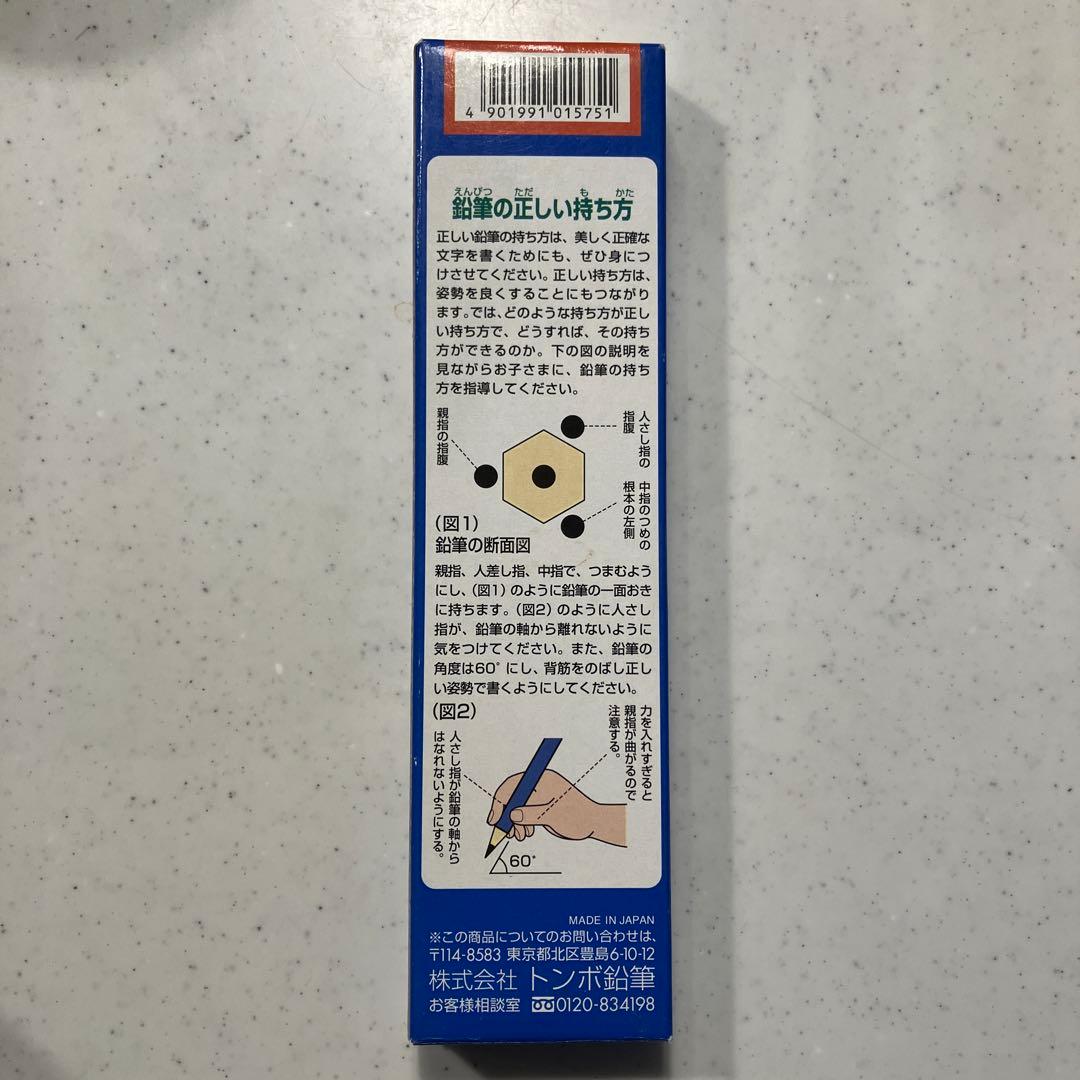 4 901991 015751
えんぴつ ただ も かた
鉛筆の正しい持ち方
正しい鉛筆の持ち方は、美しく正確な
文字を書くためにも、ぜひ身につ
けさせてください。正しい持ち方は、
姿勢を良くすることにもつながり
ます。では、どのような持ち方が正し
い持ち方で、どうすれば、その持ち
方ができるのか。下の図の説明を
見ながらお子さまに、鉛筆の持ち
方を指導してください。
親指の指腹
人さし指の
指腹
中指のつめの
根本の左側
(図1)
鉛筆の断面図
親指、人差し指、中指で、つまむよう
にし、(図1)のように鉛筆の一面おき
に持ちます。(図2)のように人さし
指が、鉛筆の軸から離れないように
気をつけてください。また、鉛筆の
角度は60°にし、背筋をのばし正し
い姿勢で書くようにしてください。
(図2)
力を入れすぎると
親指が曲がるので
注意する。
人さし指が鉛筆の軸から
はなれないようにする。
60°
MADE IN JAPAN
※この商品についてのお問い合わせは、
〒114-8583 東京都北区豊島6-10-12
株式会社 トンボ鉛筆
お客様相談室 0120-834198